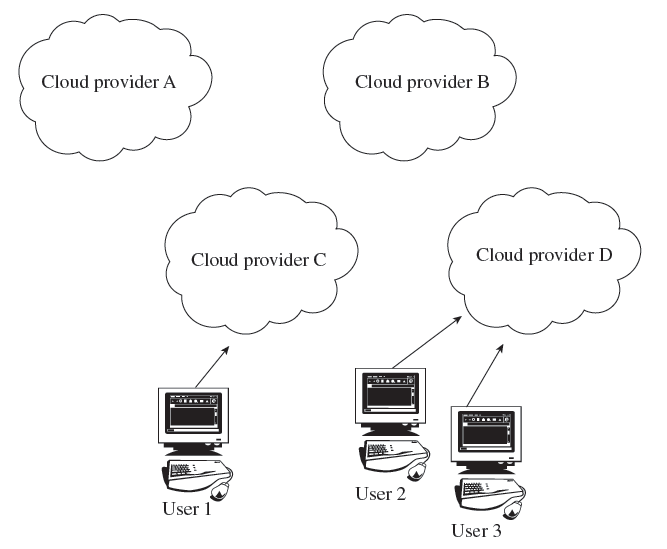 Cloud provider A
Cloud provider B
Cloud provider C
Cloud provider D
User 1
User 2
User 3